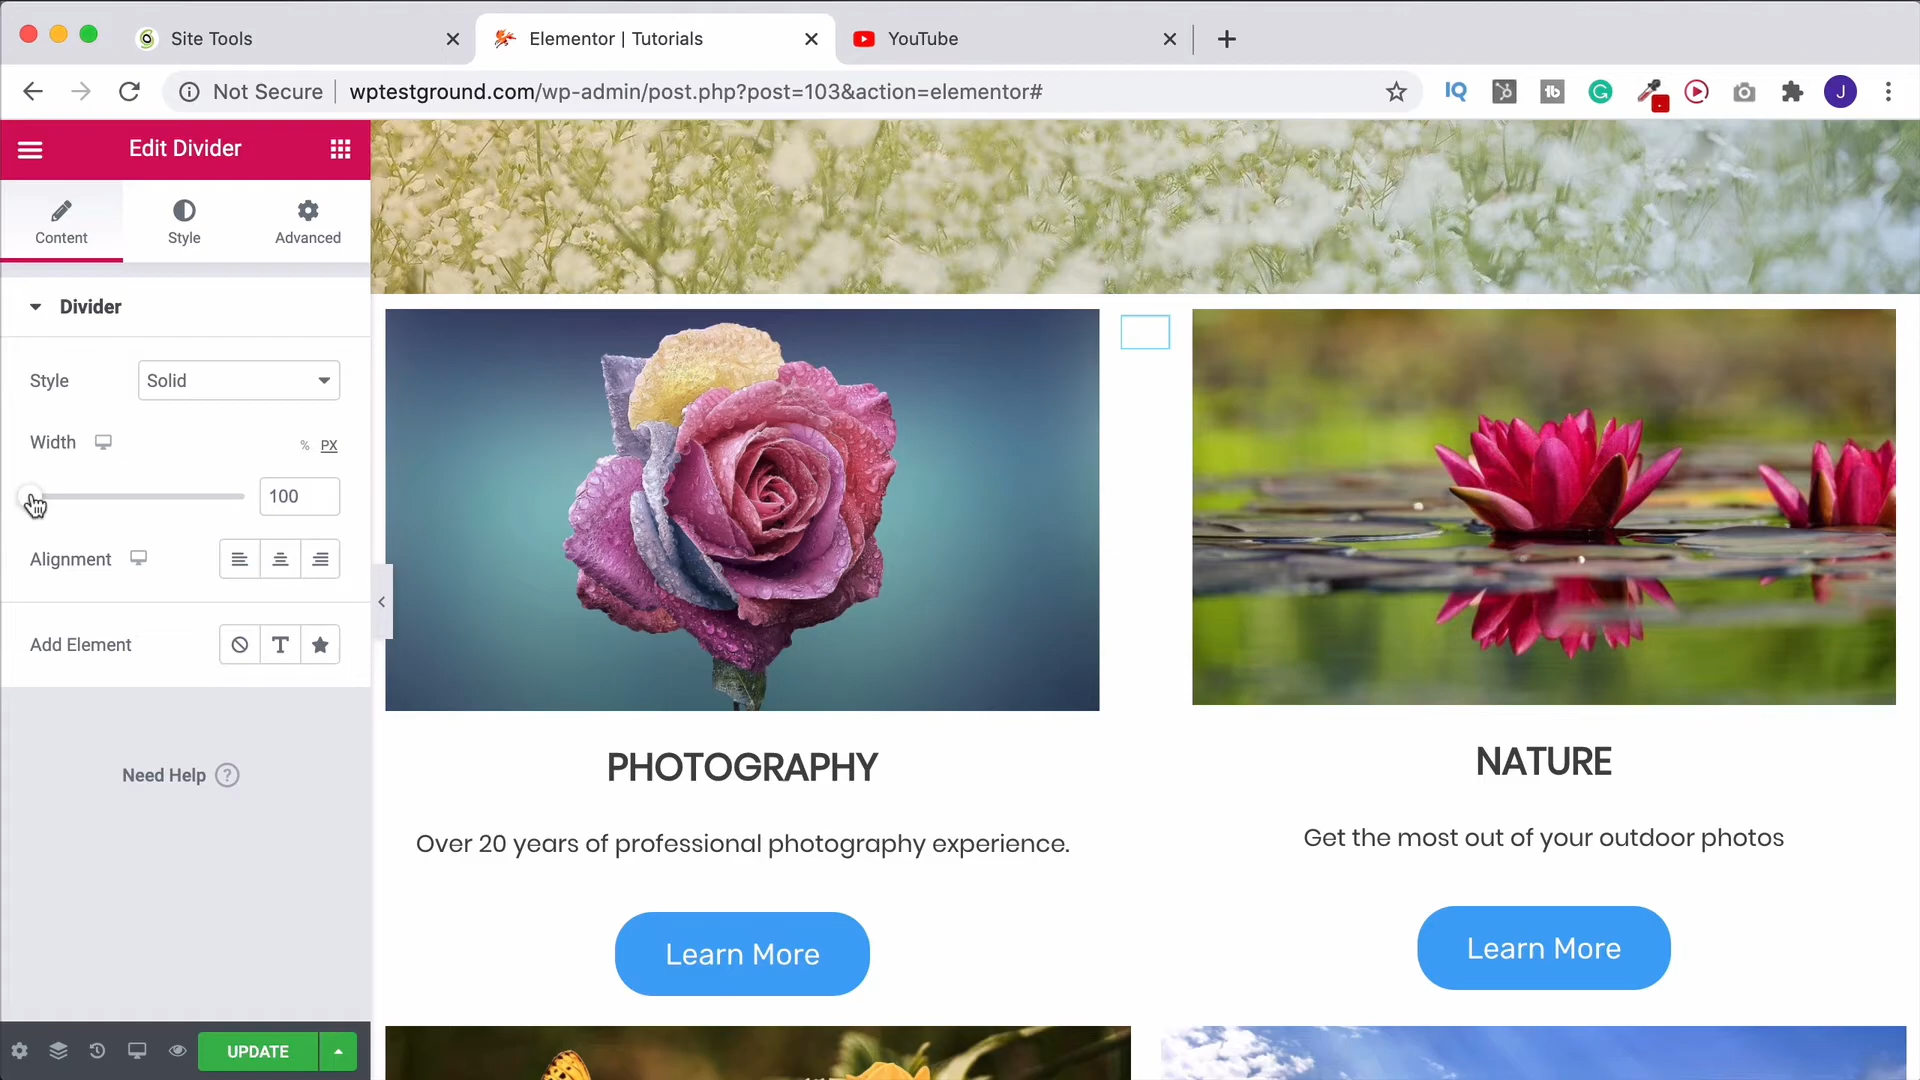 Site Tools
Elementor | Tutorials
YouTube
Not Secure
wptestground.com/wp-admin/post.php?post=103&action=elementor#
IQ
tb
J
Edit Divider
Content
Style
Advanced
Divider
Style
Solid
Width
%
PX
100
Alignment
Add Element
T
Need Help ?
UPDATE
PHOTOGRAPHY
Over 20 years of professional photography experience.
Learn More
NATURE
Get the most out of your outdoor photos
Learn More